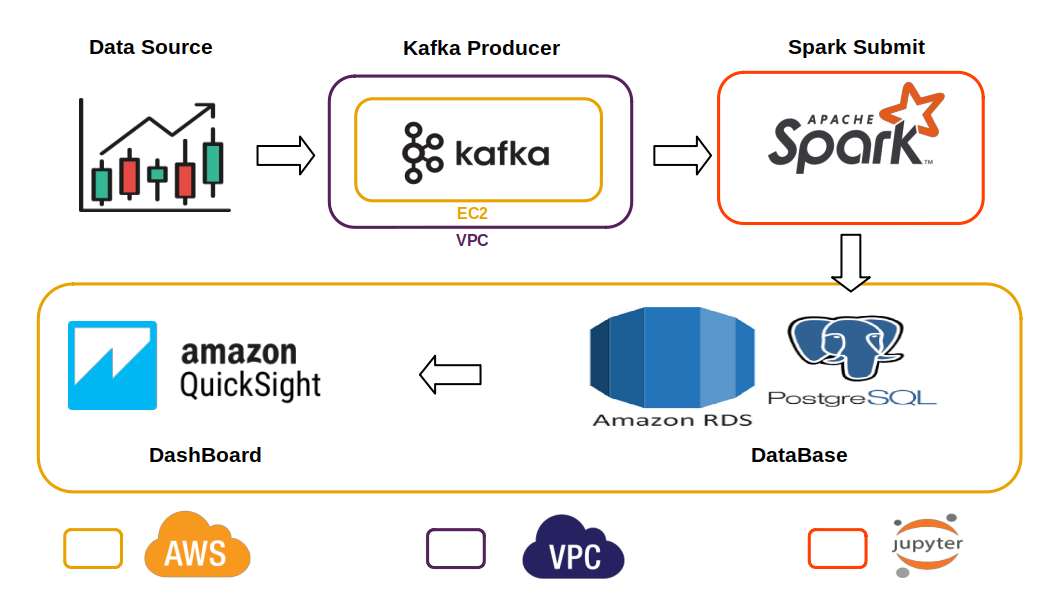 Data Source
Kafka Producer
Spark Submit
kafka
EC2
VPC
APACHE
Spark™
amazon
QuickSight
Amazon RDS
PostgreSQL
DashBoard
DataBase
AWS
VPC
jupyter